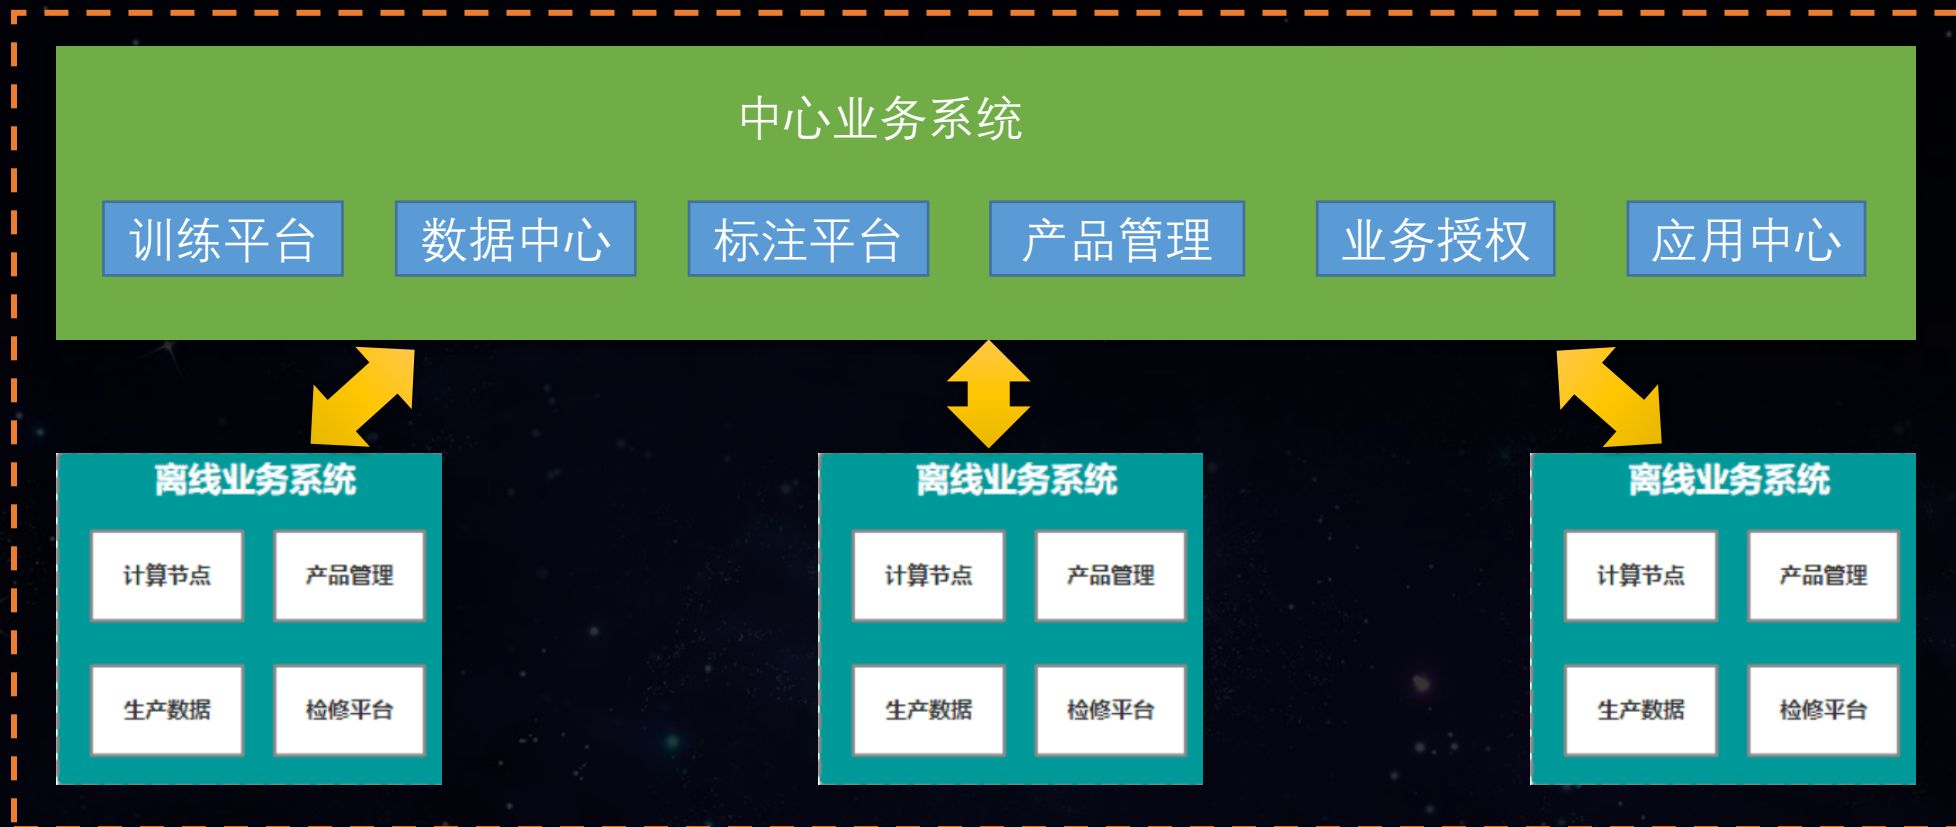 中心业务系统
训练平台 数据中心 标注平台 产品管理 业务授权 应用中心
离线业务系统
计算节点 产品管理
生产数据 检修平台
离线业务系统
计算节点 产品管理
生产数据 检修平台
离线业务系统
计算节点 产品管理
生产数据 检修平台